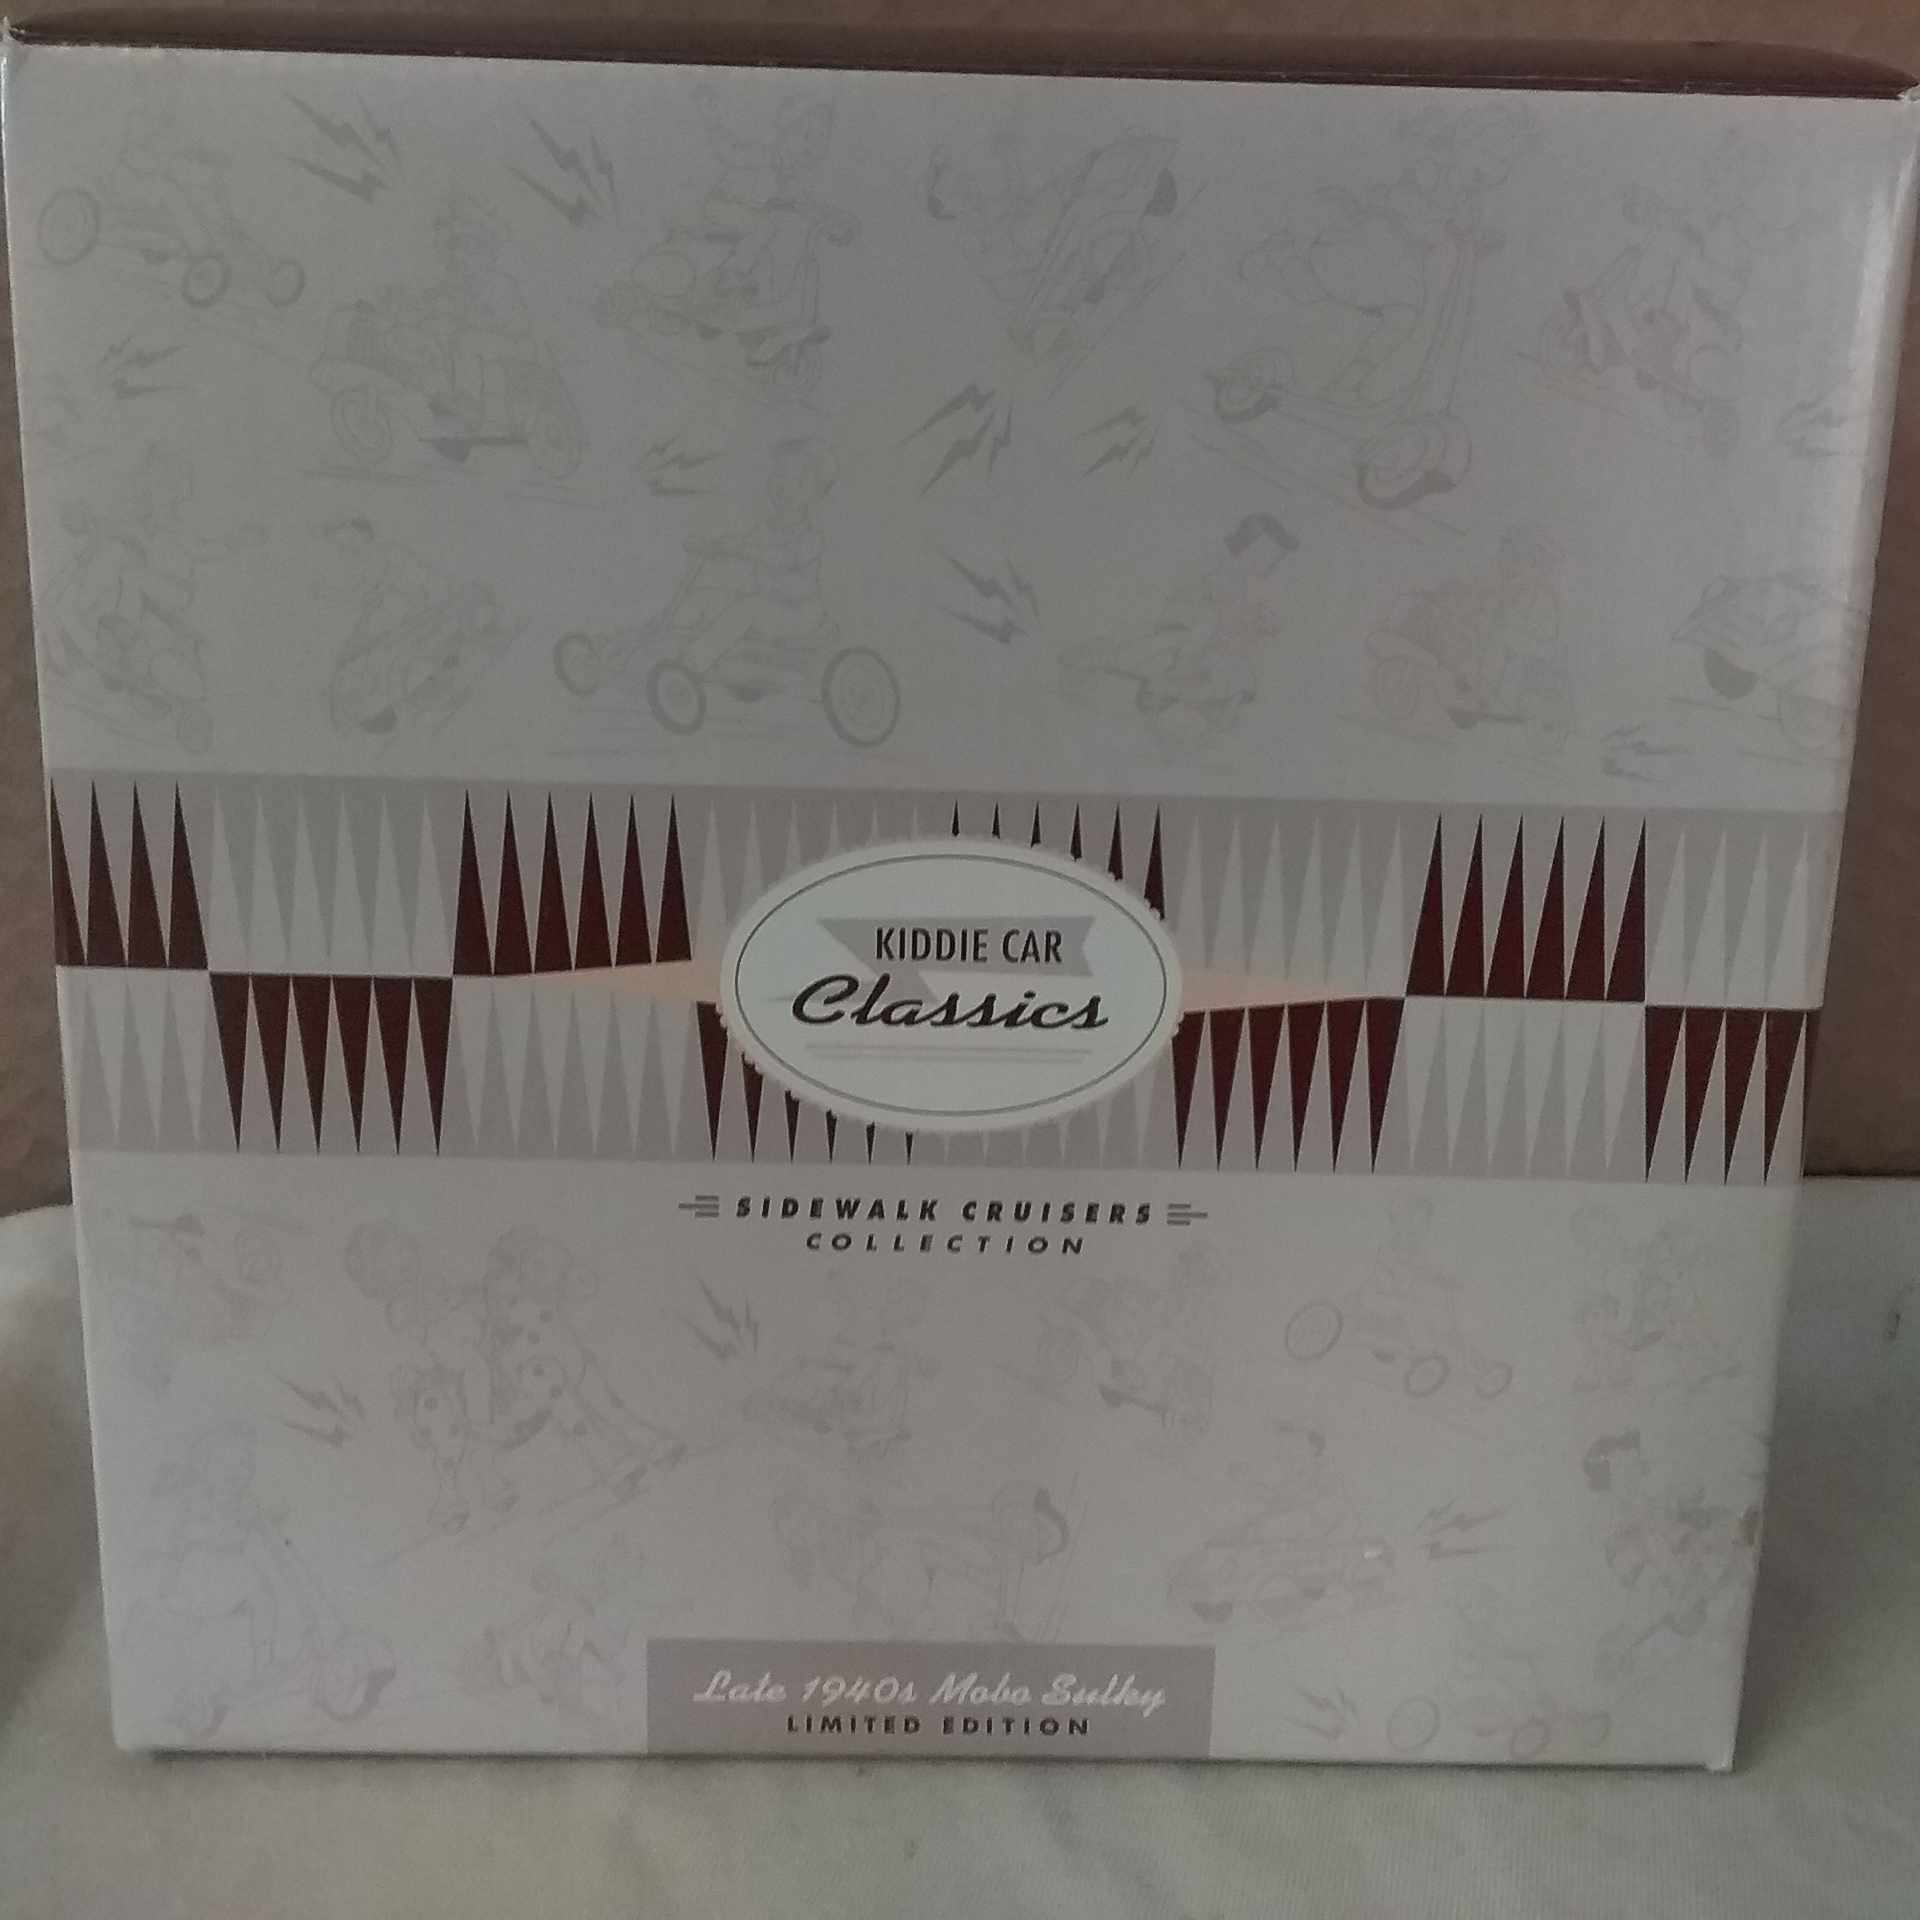 KIDDIE CAR
Classics
SIDEWALK CRUISERS
COLLECTION
Late 1940s Mobo Sulky
LIMITED EDITION